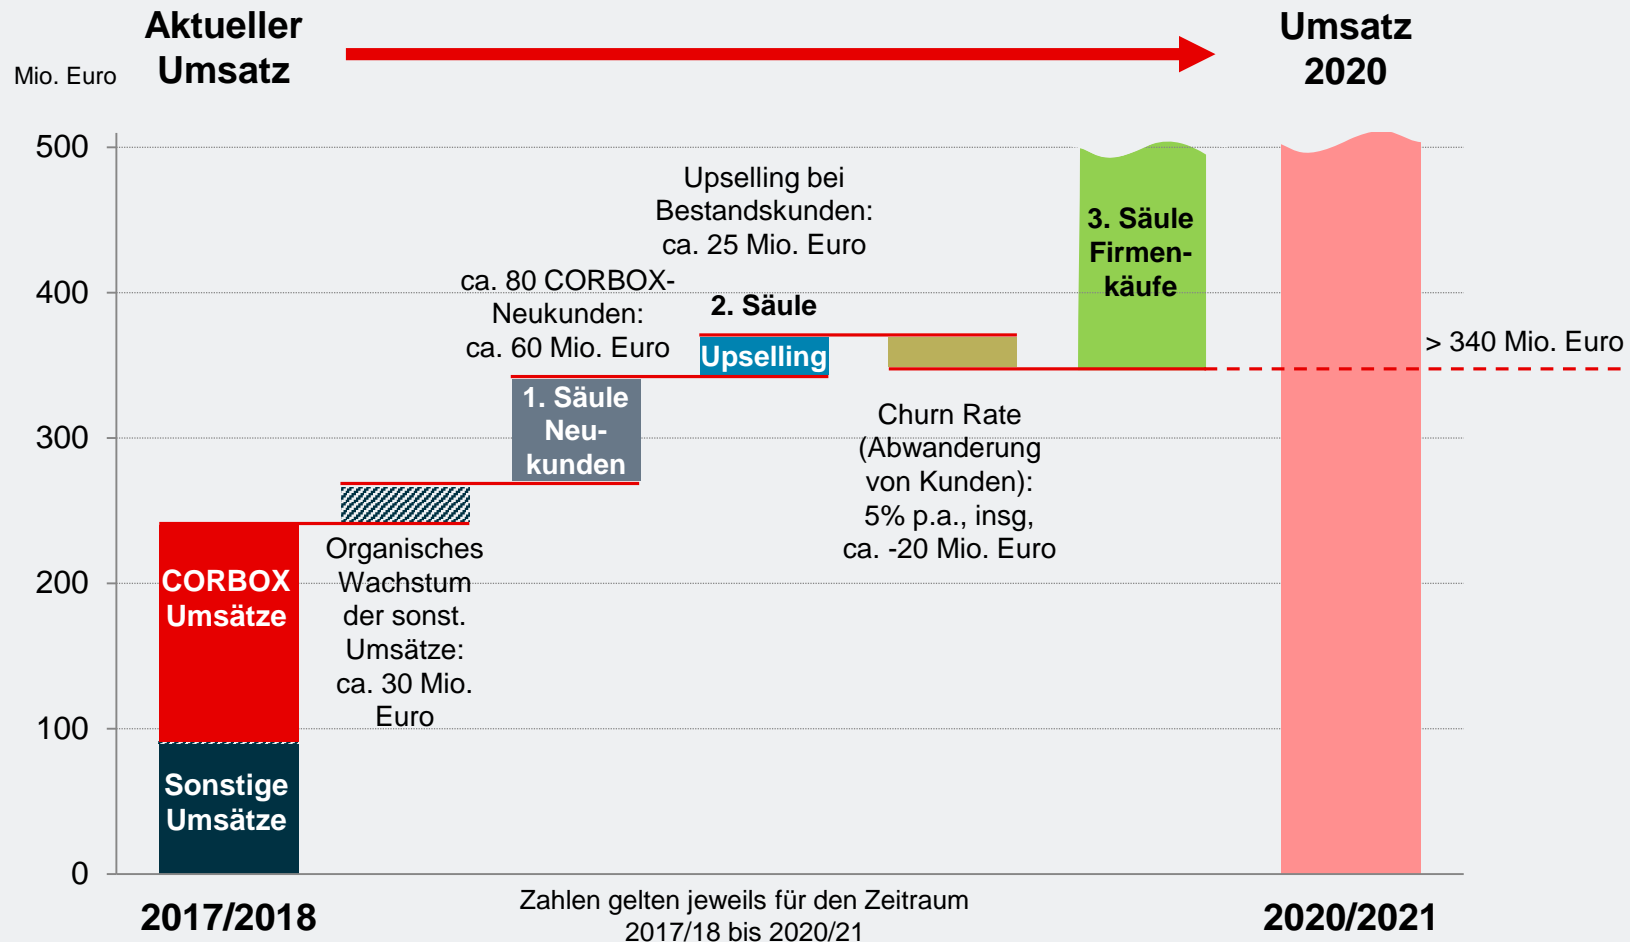 Aktueller
Umsatz
Umsatz
2020
Mio. Euro
500
400
300
200
100
0
CORBOX
Umsätze
Sonstige
Umsätze
Organisches
Wachstum
der sonst.
Umsätze:
ca. 30 Mio.
Euro
ca. 80 CORBOX-
Neukunden:
ca. 60 Mio. Euro
1. Säule
Neu-
kunden
Upselling bei
Bestandskunden:
ca. 25 Mio. Euro
2. Säule
Upselling
Churn Rate
(Abwanderung
von Kunden):
5% p.a., insg,
ca. -20 Mio. Euro
3. Säule
Firmen-
käufe
> 340 Mio. Euro
2017/2018
Zahlen gelten jeweils für den Zeitraum
2017/18 bis 2020/21
2020/2021